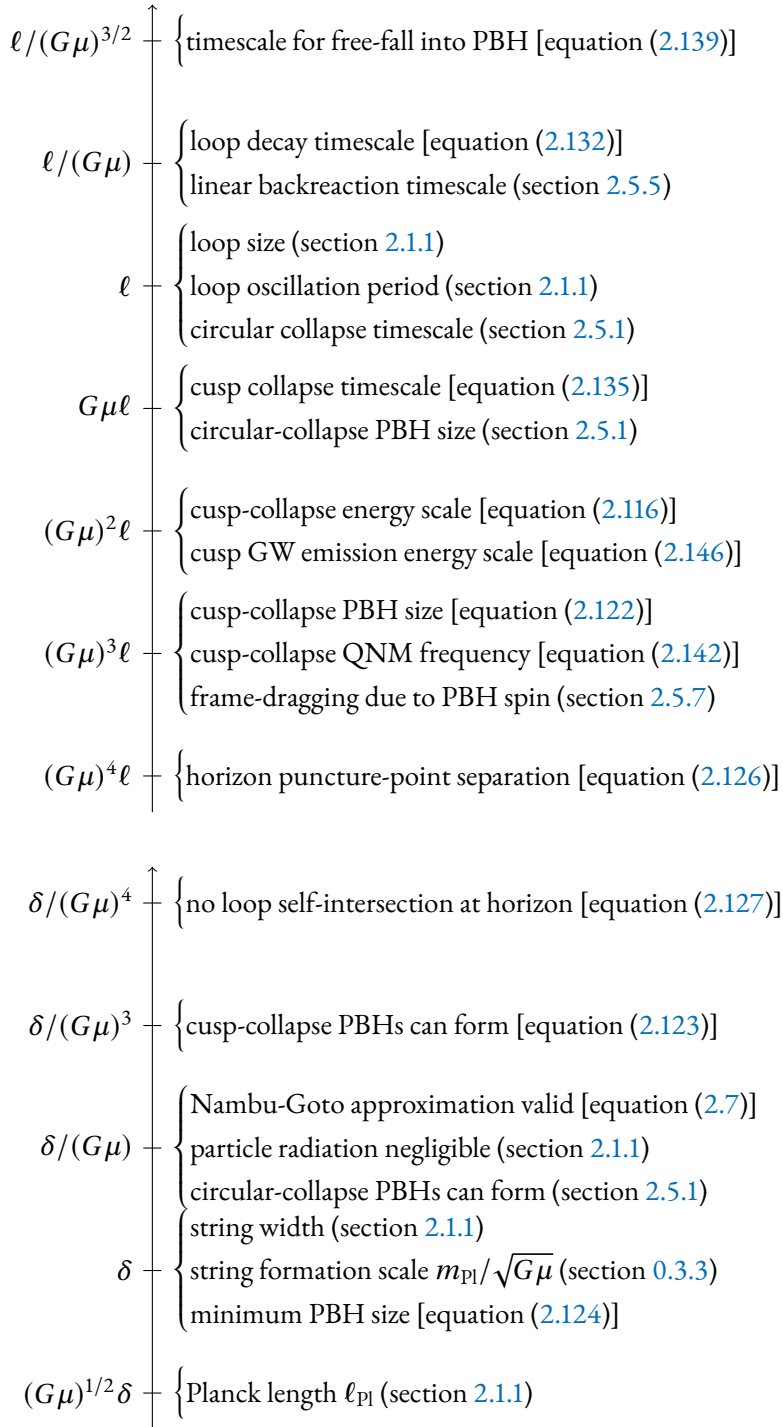 ℓ/(Gμ)^{3/2} { timescale for free-fall into PBH [equation (2.139)]
loop decay timescale [equation (2.132)]
ℓ/(Gμ) {
linear backreaction timescale (section 2.5.5)
loop size (section 2.1.1)
ℓ { loop oscillation period (section 2.1.1)
circular collapse timescale (section 2.5.1)
cusp collapse timescale [equation (2.135)]
Gμℓ {
circular-collapse PBH size (section 2.5.1)
cusp-collapse energy scale [equation (2.116)]
(Gμ)^2 ℓ {
cusp GW emission energy scale [equation (2.146)]
cusp-collapse PBH size [equation (2.122)]
(Gμ)^3 ℓ { cusp-collapse QNM frequency [equation (2.142)]
frame-dragging due to PBH spin (section 2.5.7)
(Gμ)^4 ℓ { horizon puncture-point separation [equation (2.126)]
δ/(Gμ)^4 { no loop self-intersection at horizon [equation (2.127)]
δ/(Gμ)^3 { cusp-collapse PBHs can form [equation (2.123)]
Nambu-Goto approximation valid [equation (2.7)]
δ/(Gμ) { particle radiation negligible (section 2.1.1)
circular-collapse PBHs can form (section 2.5.1)
string width (section 2.1.1)
δ { string formation scale m_{Pl}/√Gμ (section 0.3.3)
minimum PBH size [equation (2.124)]
(Gμ)^{1/2} δ { Planck length ℓ_{Pl} (section 2.1.1)